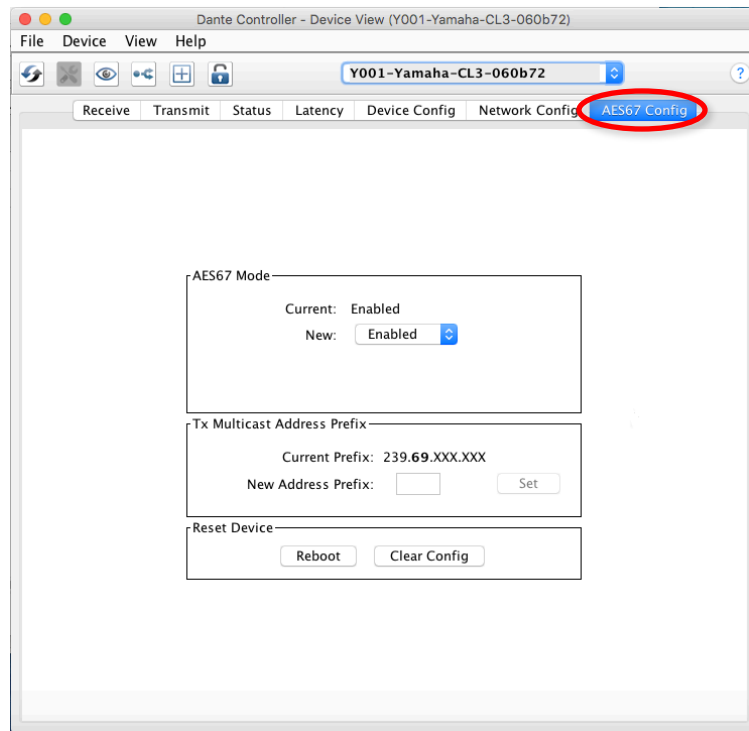 Dante Controller - Device View (Y001-Yamaha-CL3-060b72)
File Device View Help
Y001-Yamaha-CL3-060b72 ?
Receive Transmit Status Latency Device Config Network Config AES67 Config
AES67 Mode
Current: Enabled
New: Enabled
Tx Multicast Address Prefix
Current Prefix: 239.69.XXX.XXX
New Address Prefix: Set
Reset Device
Reboot Clear Config